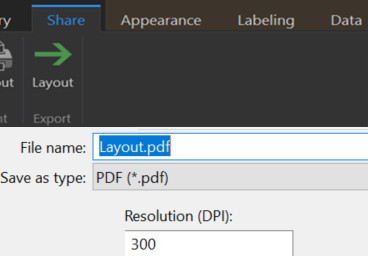 ry Share Appearance Labeling Data
out Layout
nt Export
File name: Layout.pdf
Save as type: PDF (*.pdf)
Resolution (DPI):
300